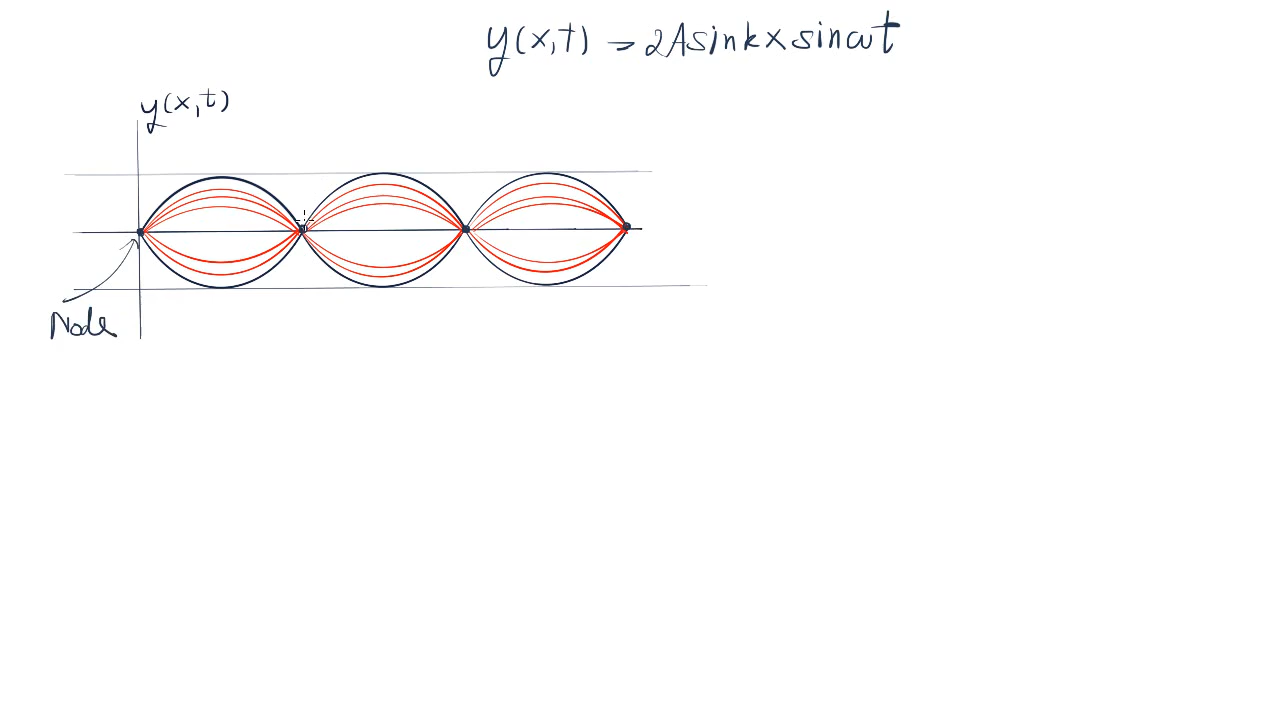 y(x,t) = 2A sin kx sin ωt
y(x,t)
Node